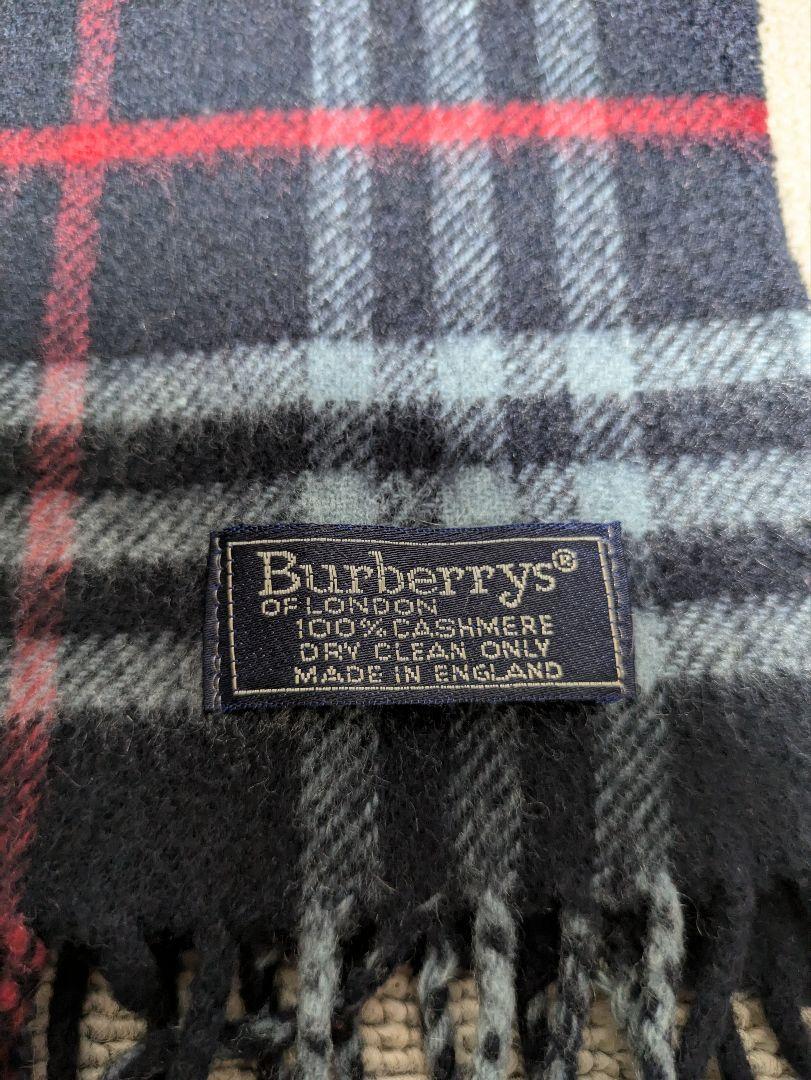 Burberrys®
OF LONDON
100% CASHMERE
DRY CLEAN ONLY
MADE IN ENGLAND